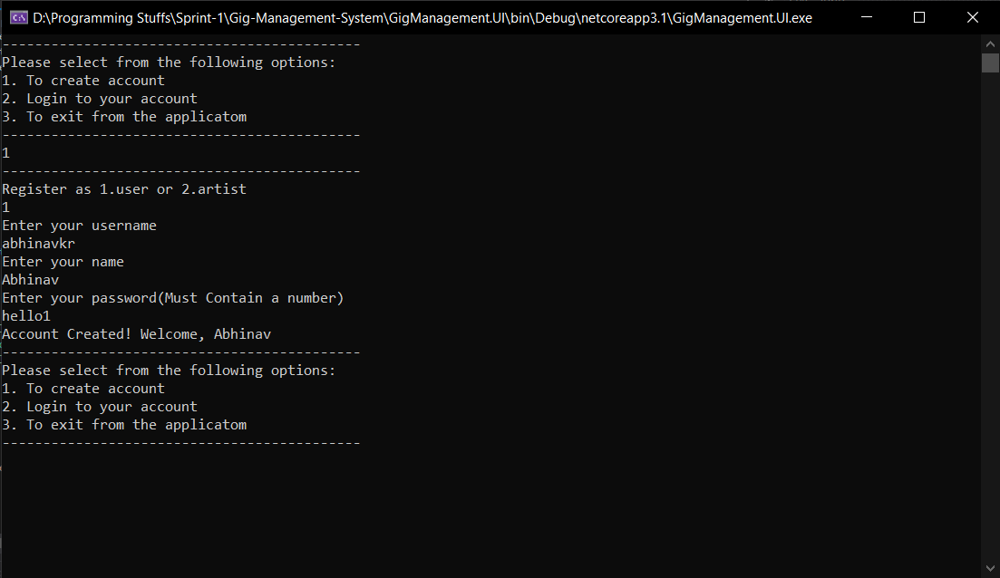 D:\Programming Stuffs\Sprint-1\Gig-Management-System\GigManagement.UI\bin\Debug\netcoreapp3.1\GigManagement.UI.exe
--------------------------------------------
Please select from the following options:
1. To create account
2. Login to your account
3. To exit from the applicatom
--------------------------------------------
1
--------------------------------------------
Register as 1.user or 2.artist
1
Enter your username
abhinavkr
Enter your name
Abhinav
Enter your password(Must Contain a number)
hello1
Account Created! Welcome, Abhinav
--------------------------------------------
Please select from the following options:
1. To create account
2. Login to your account
3. To exit from the applicatom
--------------------------------------------